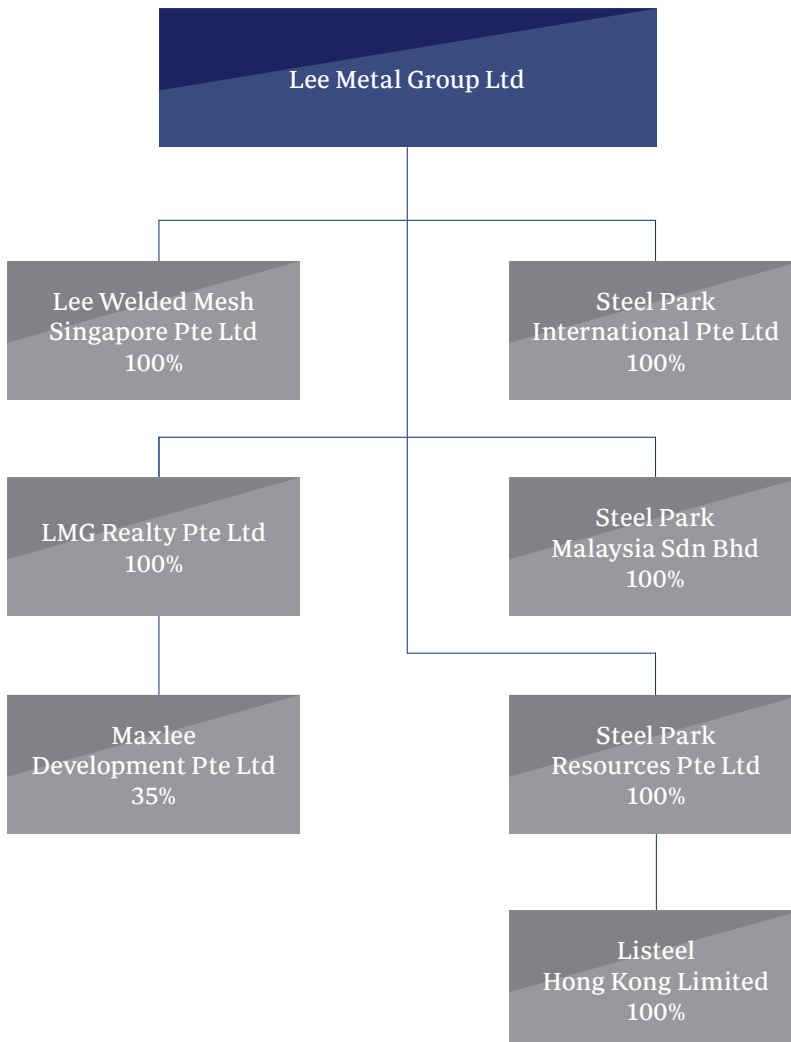 Lee Metal Group Ltd
Lee Welded Mesh
Singapore Pte Ltd
100%
Steel Park
International Pte Ltd
100%
LMG Realty Pte Ltd
100%
Steel Park
Malaysia Sdn Bhd
100%
Maxlee
Development Pte Ltd
35%
Steel Park
Resources Pte Ltd
100%
Listeel
Hong Kong Limited
100%